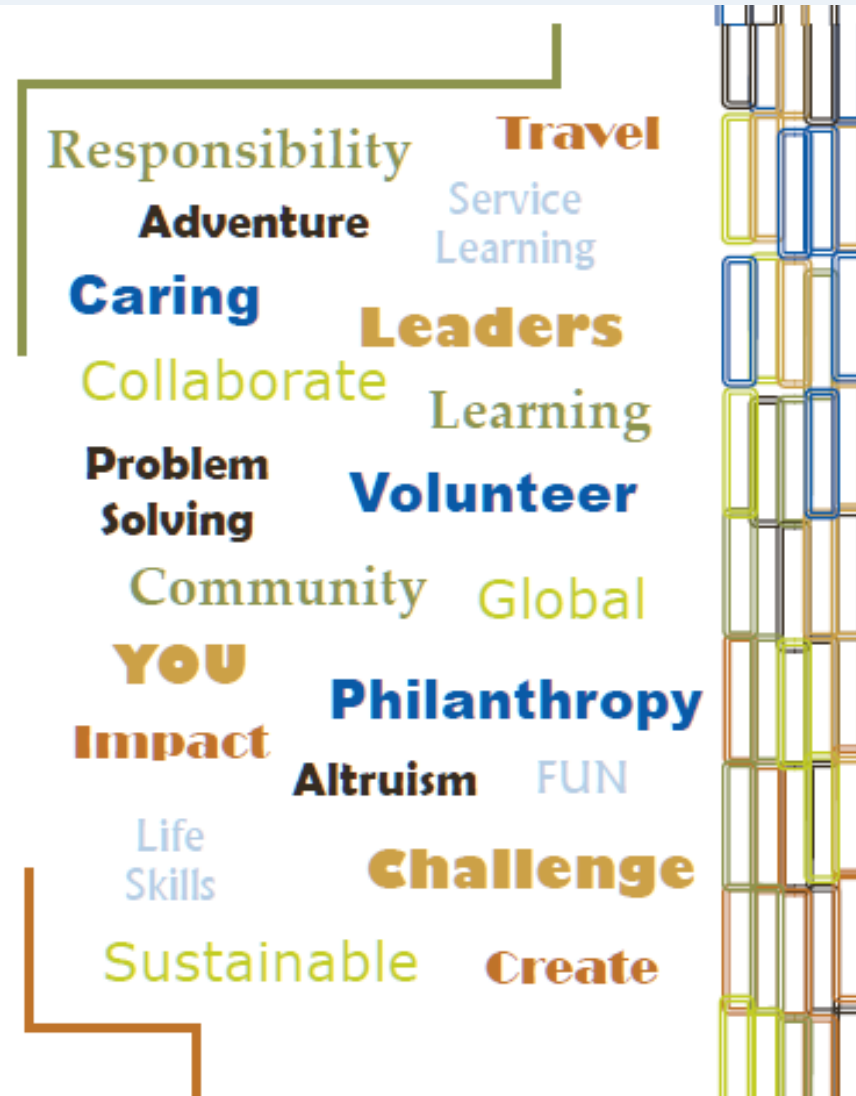 Responsibility
Travel
Adventure
Service
Learning
Caring
Leaders
Collaborate
Learning
Problem
Solving
Volunteer
Community
Global
YOU
Philanthropy
Impact
Altruism
FUN
Life
Skills
Challenge
Sustainable
Create